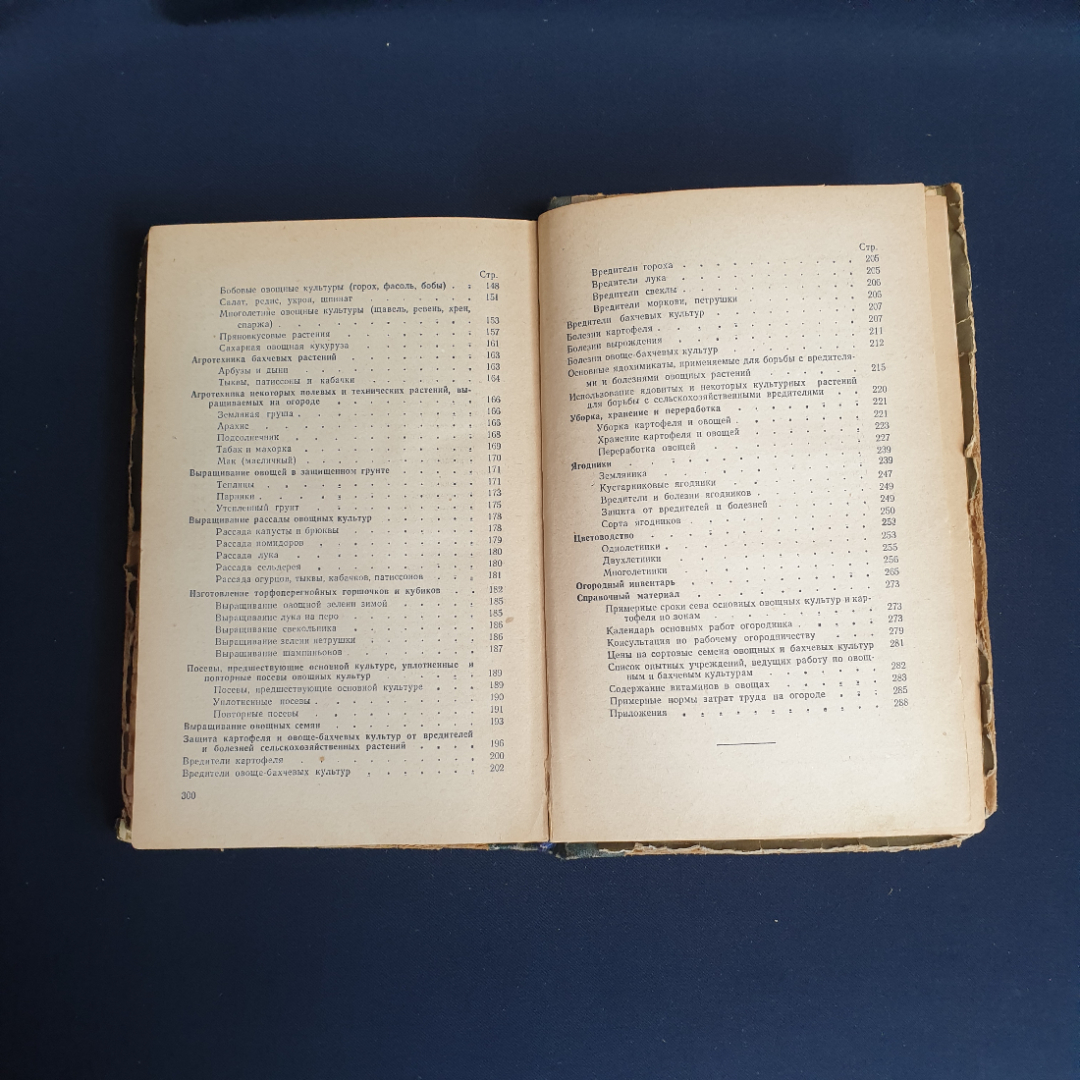 Стр.
Бобовые овощные культуры (горох, фасоль, бобы) . . 148
Салат, редис, укроп, шпинат . . . . . . 151
Многолетние овощные культуры (щавель, ревень, хрен,
спаржа) . . . . . . . . . 153
Пряновкусовые растения . . . . . . 157
Сахарная овощная кукуруза . . . . . . 161
Агротехника бахчевых растений . . . . . . 163
Арбузы и дыни . . . . . . . . 163
Тыквы, патиссоны и кабачки . . . . . . 164
Агротехника некоторых полевых и технических растений, вы-
ращиваемых на огороде . . . . . . . 166
Земляная груша . . . . . . . . 166
Арахис . . . . . . . . . 165
Подсолнечник . . . . . . . . 168
Табак и махорка . . . . . . . . 169
Мак (масличный) . . . . . . . . 170
Выращивание овощей в защищенном грунте . . . . 171
Теплицы . . . . . . . . . 171
Парники . . . . . . . . . 173
Утепленный грунт . . . . . . . 175
Выращивание рассады овощных культур . . . . . 178
Рассада капусты и брюквы . . . . . . 178
Рассада помидоров . . . . . . . 179
Рассада лука . . . . . . . . 180
Рассада сельдерея . . . . . . . 180
Рассада огурцов, тыквы, кабачков, патиссонов . . . 181
Изготовление торфоперегнойных горшочков и кубиков . . 182
Выращивание овощной зелени зимой . . . . . 185
Выращивание лука на перо . . . . . . 185
Выращивание свекольника . . . . . . 186
Выращивание зелени петрушки . . . . . . 186
Выращивание шампиньонов . . . . . . 187
Посевы, предшествующие основной культуре, уплотненные и
повторные посевы овощных культур . . . . . 189
Посевы, предшествующие основной культуре . . . 189
Уплотненные посевы . . . . . . . 190
Повторные посевы . . . . . . . 191
Выращивание овощных семян . . . . . . . 193
Защита картофеля и овоще-бахчевых культур от вредителей
и болезней сельскохозяйственных растений . . . . 196
Вредители картофеля . . . . . . . . 200
Вредители овоще-бахчевых культур . . . . . 202
300
Стр.
Вредители гороха . . . . . . . . 205
Вредители лука . . . . . . . . 205
Вредители свеклы . . . . . . . . 206
Вредители моркови, петрушки . . . . . 206
Вредители бахчевых культур . . . . . . 207
Болезни картофеля . . . . . . . . 207
Болезни вырождения . . . . . . . . 211
Болезни овоще-бахчевых культур . . . . . . 212
Основные ядохимикаты, применяемые для борьбы с вредителя-
ми и болезнями овощных растений . . . . . 215
Использование ядовитых и некоторых культурных растений
для борьбы с сельскохозяйственными вредителями . . 220
Уборка, хранение и переработка . . . . . . 221
Уборка картофеля и овощей . . . . . . 221
Хранение картофеля и овощей . . . . . 223
Переработка овощей . . . . . . . 227
Ягодники . . . . . . . . . . 239
Земляника . . . . . . . . . 239
Кустарниковые ягодники . . . . . . 247
Вредители и болезни ягодников . . . . . 249
Защита от вредителей и болезней . . . . . 249
Сорта ягодников . . . . . . . . 250
Цветоводство . . . . . . . . . 253
Однолетники . . . . . . . . . 253
Двухлетники . . . . . . . . . 255
Многолетники . . . . . . . . 256
Огородный инвентарь . . . . . . . . 265
Справочный материал . . . . . . . . 273
Примерные сроки сева основных овощных культур и кар-
тофеля по зонам . . . . . . . . 273
Календарь основных работ огородника . . . . 273
Консультация по рабочему огородничеству . . . 279
Цены на сортовые семена овощных и бахчевых культур 281
Список опытных учреждений, ведущих работу по овощ-
ным и бахчевым культурам . . . . . . 282
Содержание витаминов в овощах . . . . . 283
Примерные нормы затрат труда на огороде . . . 285
Приложения . . . . . . . . . 288